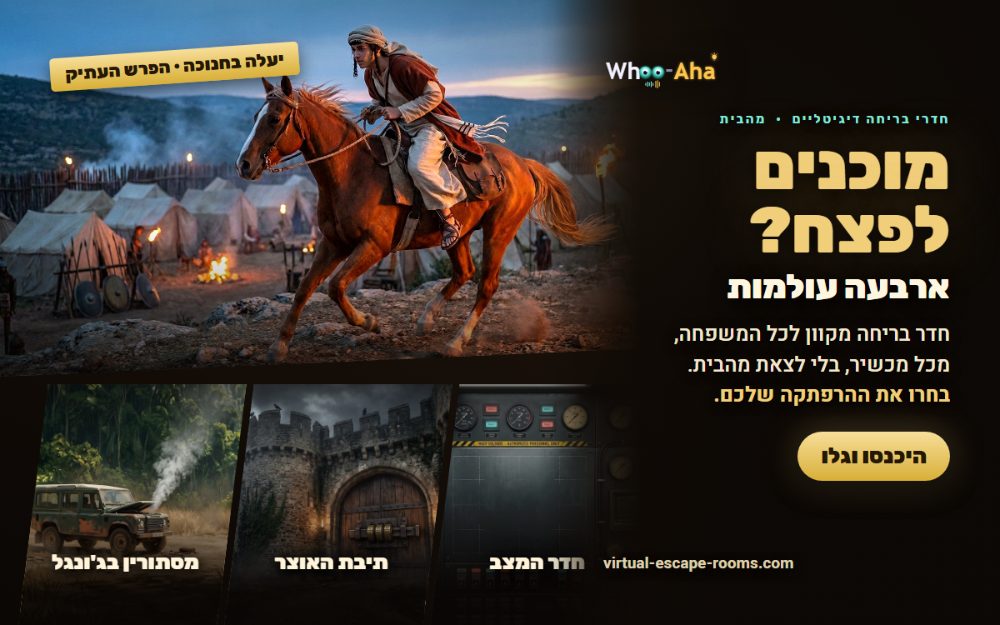 יעלה בחנוכה • הפרש העתיק
Whoo-Aha
חדרי בריחה דיגיטליים • מהבית
מוכנים
לפצח?
ארבעה עולמות
חדר בריחה מקוון לכל המשפחה,
מכל מכשיר, בלי לצאת מהבית.
בחרו את ההרפתקה שלכם.
היכנסו וגלו
חדר המצב
תיבת האוצר
מסתורין בג'ונגל
virtual-escape-rooms.com